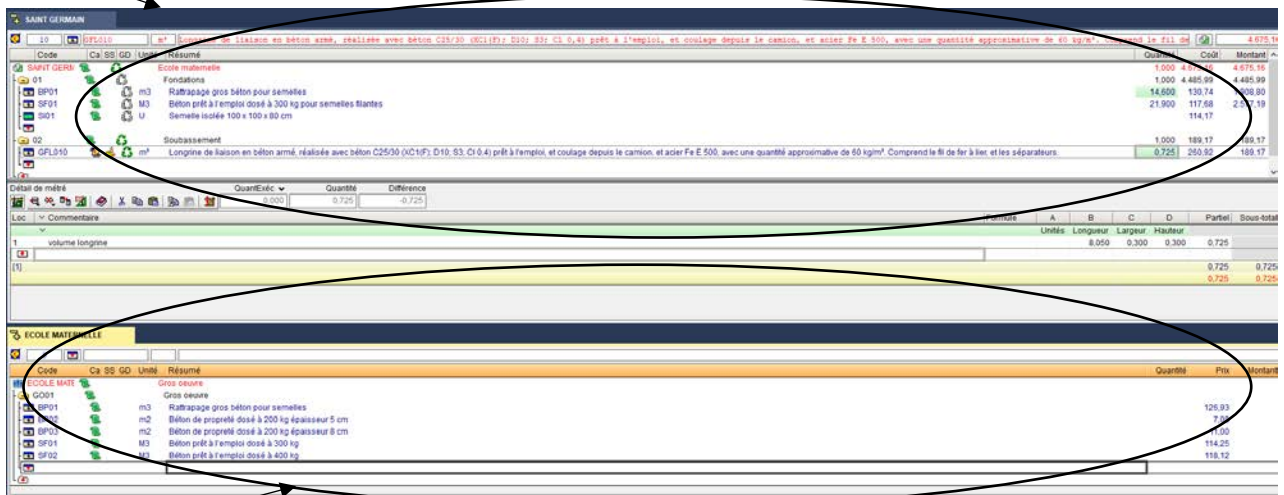 SAINT GERMAIN
10 GFL010 m³ Longrine de liaison en béton armé, réalisée avec béton C25/30 (XC1(F); D10; S3; Cl 0,4) prêt à l'emploi, et coulage depuis le camion, et acier Fe E 500, avec une quantité approximative de 60 kg/m³. Comprend le fil de 4.675,16
Code Ca SS GD Unité Résumé Quantité Coût Montant
SAINT GERM Ecole maternelle 1,000 4.675,16 4.675,16
01 Fondations 1,000 4.485,99 4.485,99
BP01 m3 Rattrapage gros béton pour semelles 14,600 130,74 1.908,80
SF01 M3 Béton prêt à l'emploi dosé à 300 kg pour semelles filantes 21,900 117,68 2.577,19
SI01 U Semelle isolée 100 x 100 x 80 cm 114,17
02 Soubassement 1,000 189,17 189,17
GFL010 m³ Longrine de liaison en béton armé, réalisée avec béton C25/30 (XC1(F); D10; S3; Cl 0,4) prêt à l'emploi, et coulage depuis le camion, et acier Fe E 500, avec une quantité approximative de 60 kg/m³. Comprend le fil de fer à lier, et les séparateurs. 0,725 260,92 189,17
Détail de métré QuantExéc Quantité Différence
0,000 0,725 -0,725
Loc Commentaire Formule A B C D Partiel Sous-total
Unités Longueur Largeur Hauteur
1 volume longrine 8,050 0,300 0,300 0,725
[1] 0,725 0,725
0,725 0,725
ECOLE MATERNELLE
Code Ca SS GD Unité Résumé Quantité Prix Montant
ECOLE MATE Gros oeuvre
GO01 Gros oeuvre
BP01 m3 Rattrapage gros béton pour semelles 126,93
BP02 m2 Béton de propreté dosé à 200 kg épaisseur 5 cm
BP03 m2 Béton de propreté dosé à 200 kg épaisseur 8 cm 11,00
SF01 M3 Béton prêt à l'emploi dosé à 300 kg 114,25
SF02 M3 Béton prêt à l'emploi dosé à 400 kg 118,12